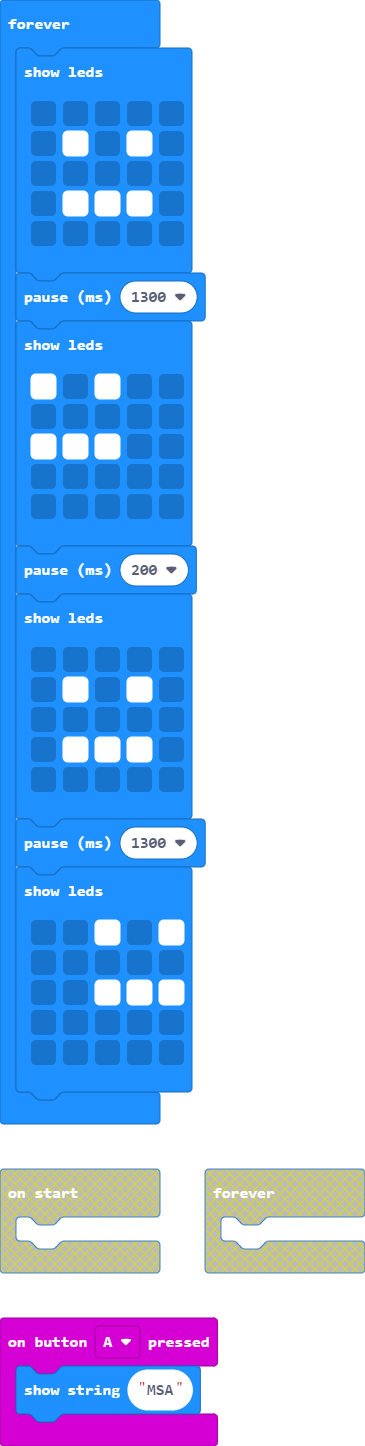 forever
show leds
pause (ms) 1300
show leds
pause (ms) 200
show leds
pause (ms) 1300
show leds
on start
forever
on button A pressed
show string "MSA"